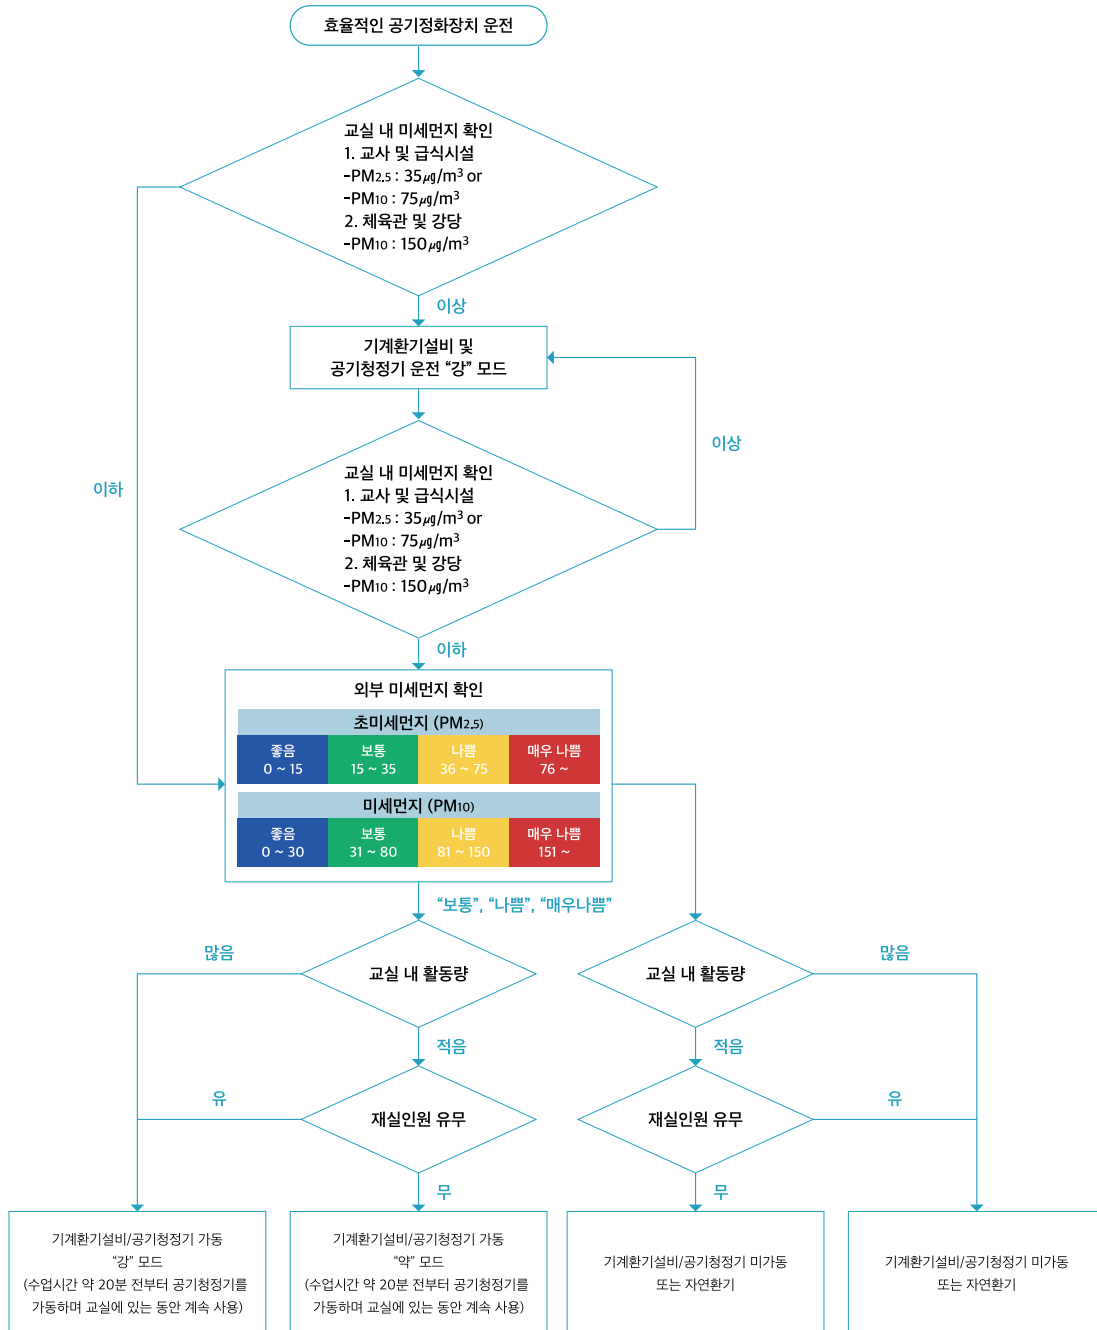 효율적인 공기정화장치 운전
교실 내 미세먼지 확인
1. 교사 및 급식시설
-PM2.5 : 35㎍/m³ or
-PM10 : 75㎍/m³
2. 체육관 및 강당
-PM10 : 150㎍/m³
이상
기계환기설비 및
공기청정기 운전 “강” 모드
이상
이하
교실 내 미세먼지 확인
1. 교사 및 급식시설
-PM2.5 : 35㎍/m³ or
-PM10 : 75㎍/m³
2. 체육관 및 강당
-PM10 : 150㎍/m³
이하
외부 미세먼지 확인
초미세먼지 (PM2.5)
좋음 보통 나쁨 매우 나쁨
0 ~ 15 15 ~ 35 36 ~ 75 76 ~
미세먼지 (PM10)
좋음 보통 나쁨 매우 나쁨
0 ~ 30 31 ~ 80 81 ~ 150 151 ~
“보통”, “나쁨”, “매우나쁨”
많음
교실 내 활동량
교실 내 활동량
많음
적음
적음
유
재실인원 유무
재실인원 유무
유
무
무
기계환기설비/공기청정기 가동
“강” 모드
(수업시간 약 20분 전부터 공기청정기를
가동하며 교실에 있는 동안 계속 사용)
기계환기설비/공기청정기 가동
“약” 모드
(수업시간 약 20분 전부터 공기청정기를
가동하며 교실에 있는 동안 계속 사용)
기계환기설비/공기청정기 미가동
또는 자연환기
기계환기설비/공기청정기 미가동
또는 자연환기